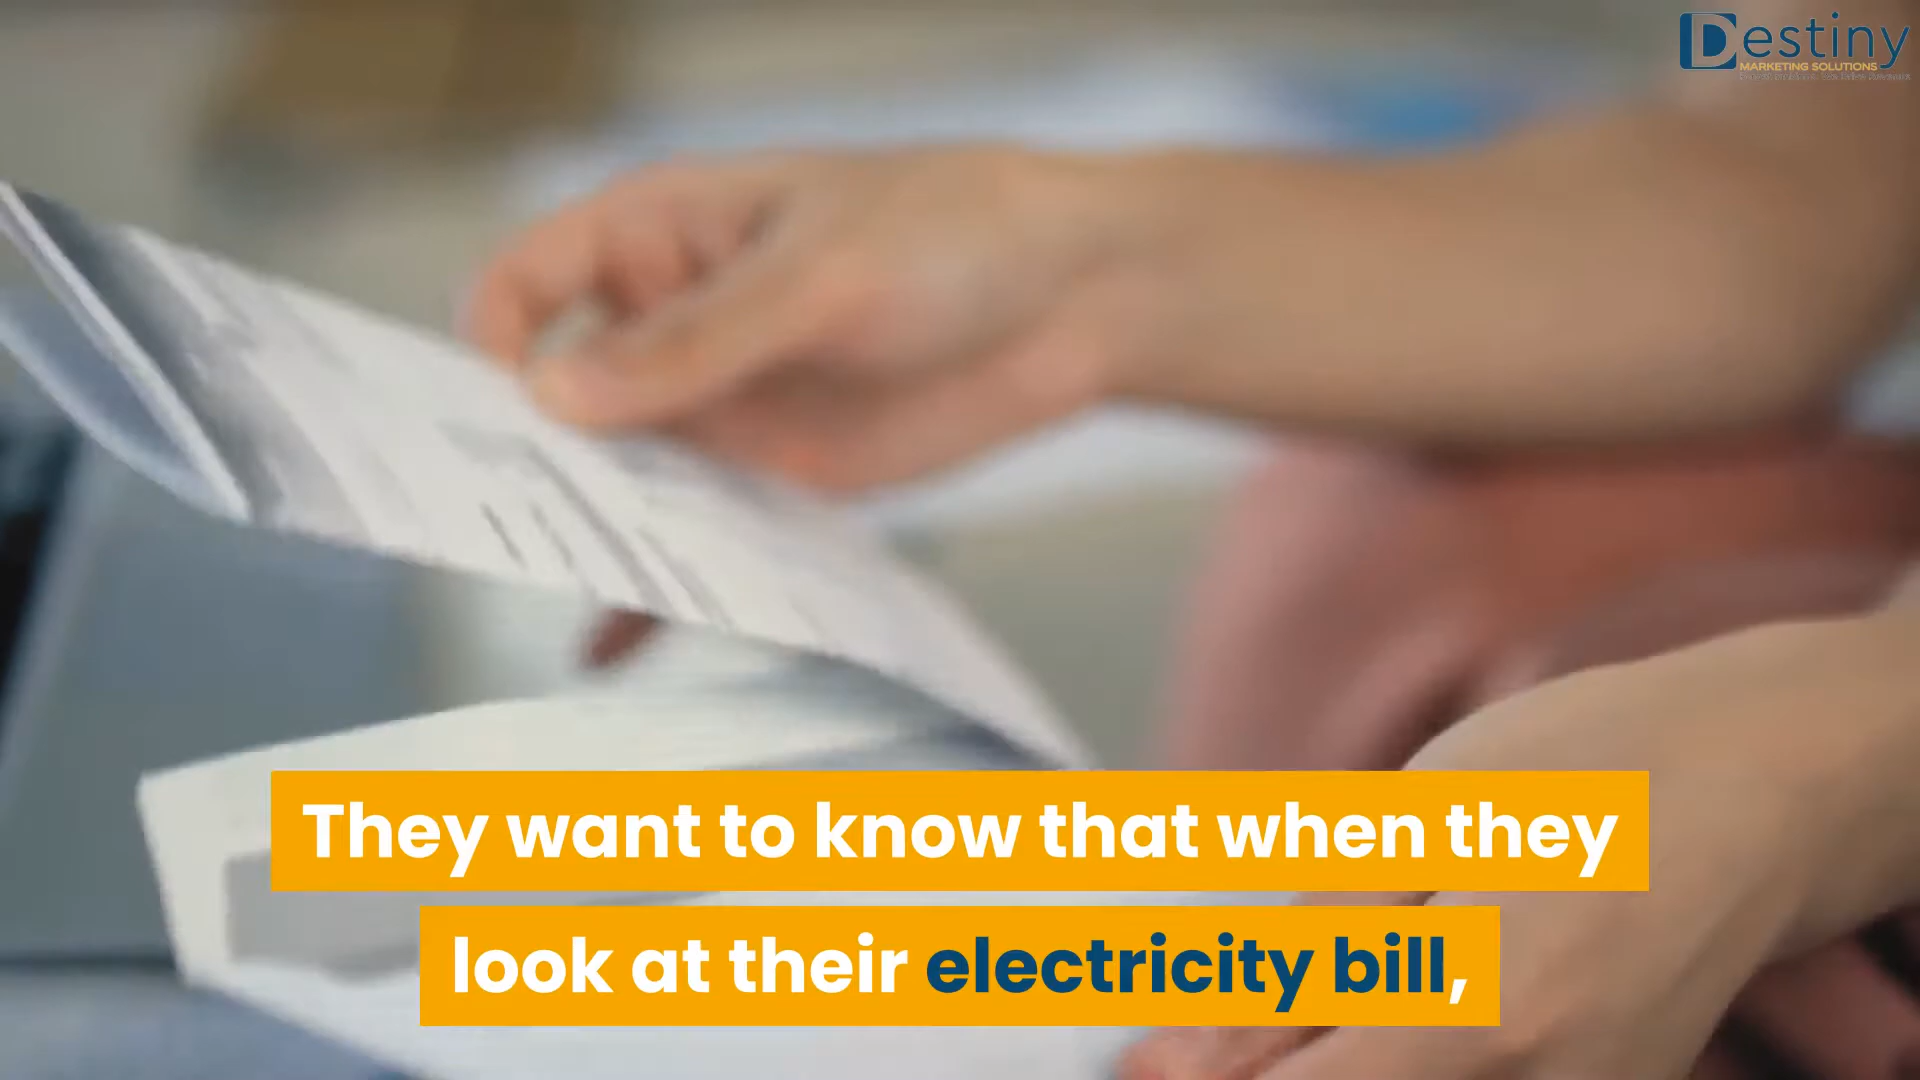 Destiny
MARKETING SOLUTIONS
They want to know that when they
look at their electricity bill,